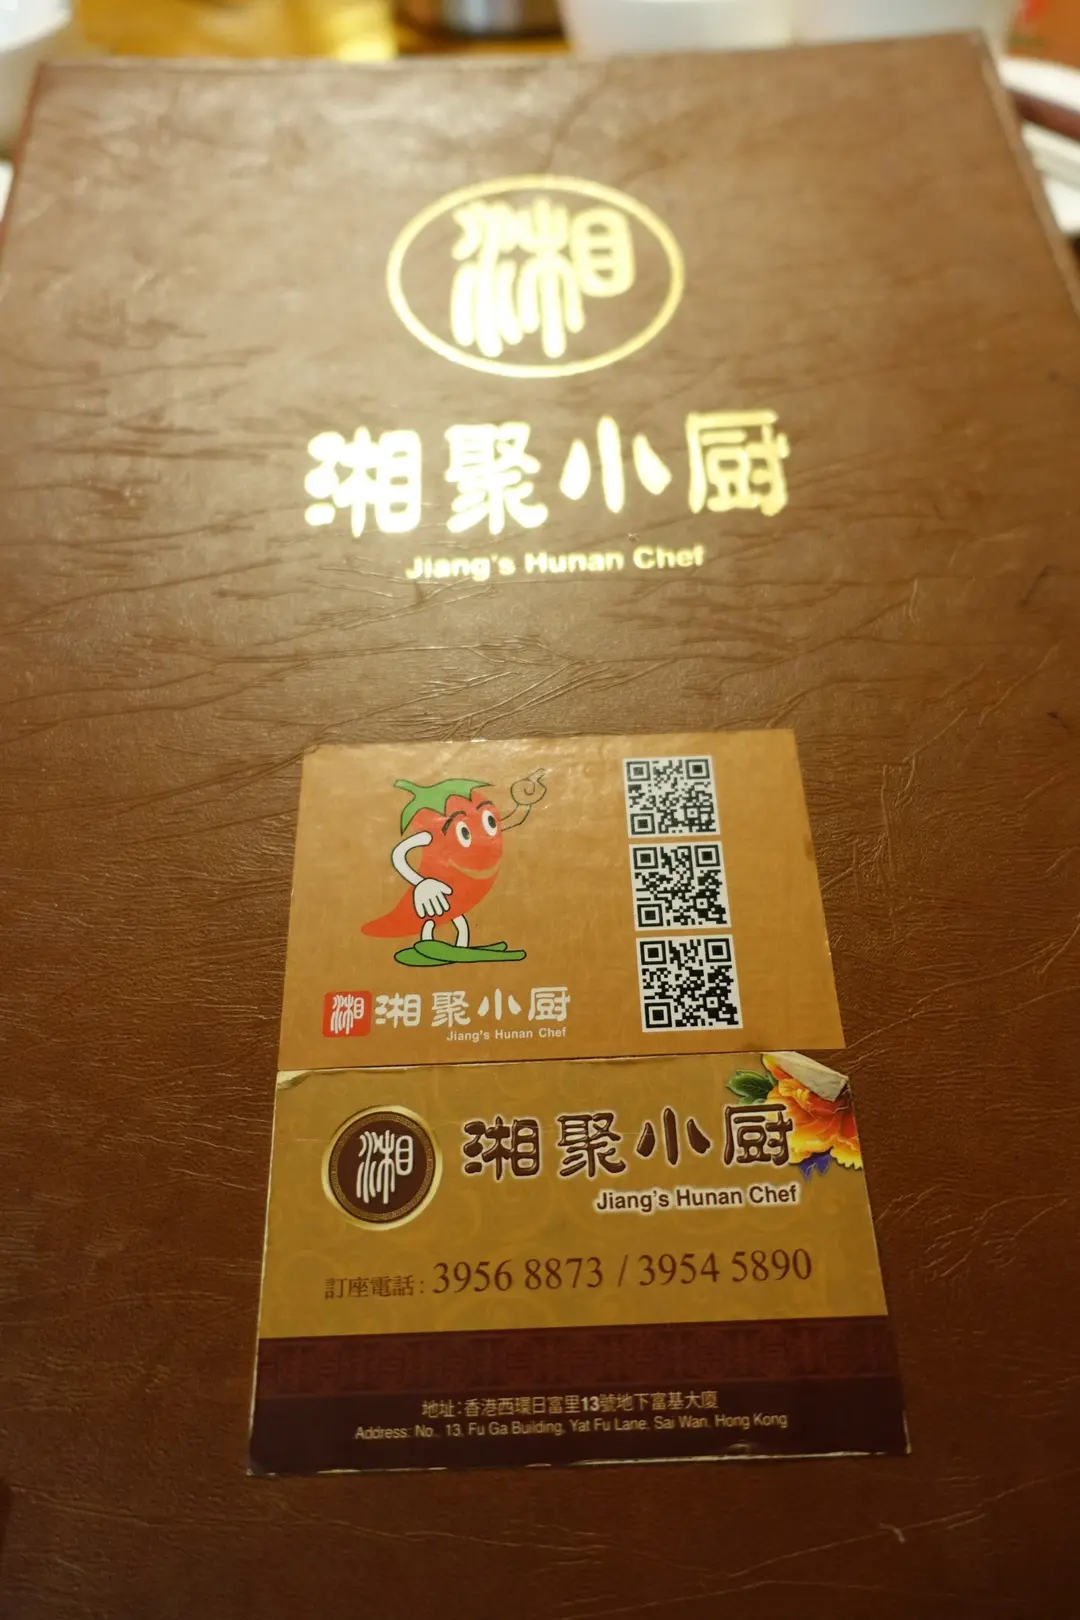 湘
湘聚小厨
Jiang's Hunan Chef
湘 湘聚小厨
Jiang's Hunan Chef
湘 湘聚小厨
Jiang's Hunan Chef
訂座電話: 3956 8873 / 3954 5890
地址:香港西環日富里13號地下富基大廈
Address: No. 13, Fu Ga Building, Yat Fu Lane, Sai Wan, Hong Kong